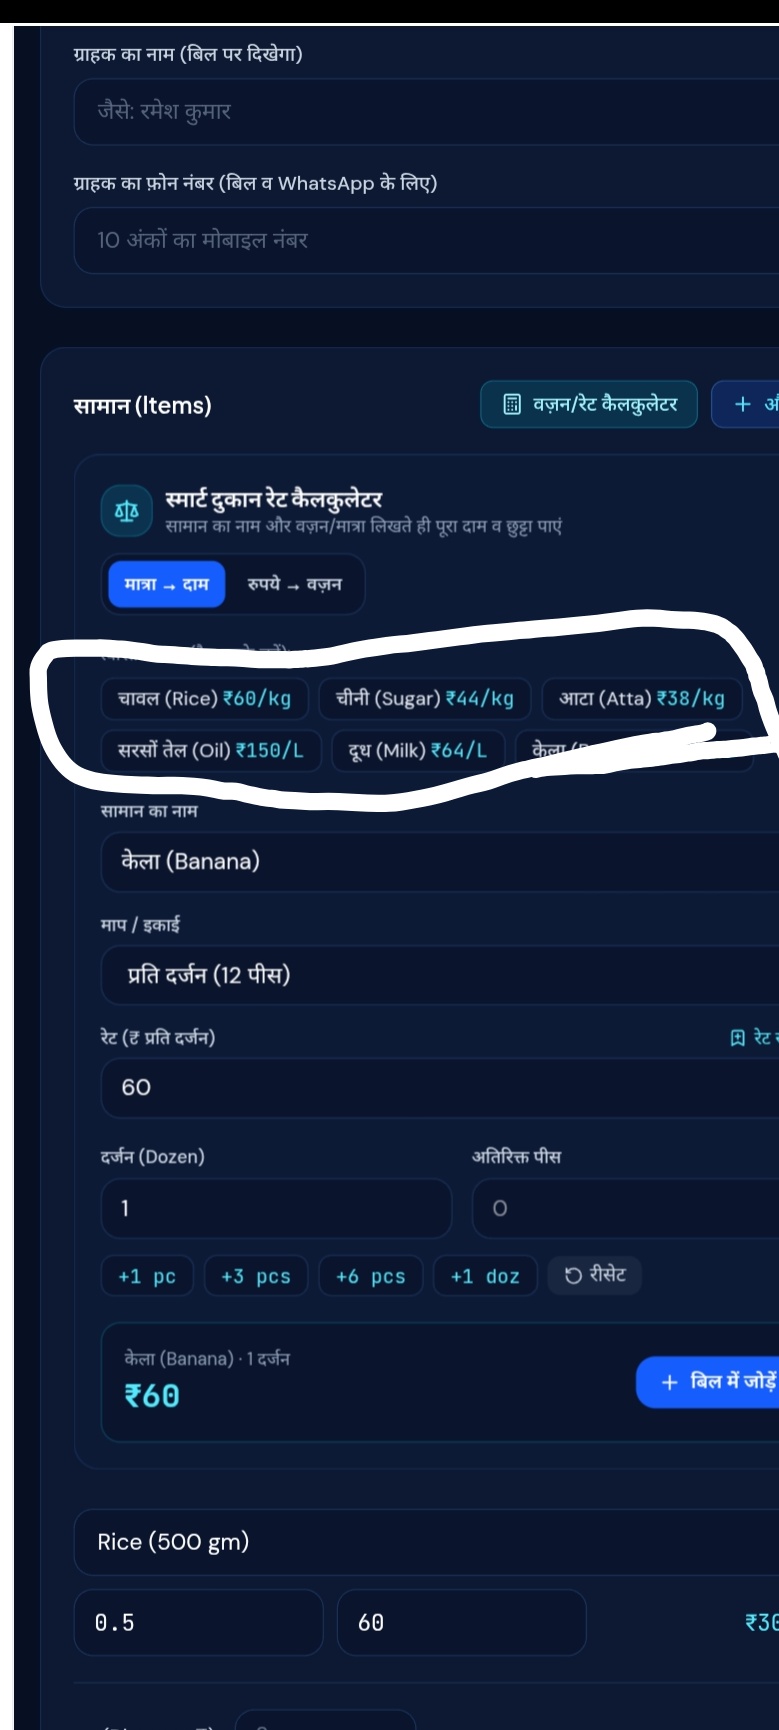 ग्राहक का नाम (बिल पर दिखेगा)
जैसे: रमेश कुमार
ग्राहक का फ़ोन नंबर (बिल व WhatsApp के लिए)
10 अंकों का मोबाइल नंबर
सामान (Items)
वज़न/रेट कैलकुलेटर
+
स्मार्ट दुकान रेट कैलकुलेटर
सामान का नाम और वज़न/मात्रा लिखते ही पूरा दाम व छुट्टा पाएं
मात्रा → दाम रुपये → वज़न
चावल (Rice) ₹60/kg चीनी (Sugar) ₹44/kg आटा (Atta) ₹38/kg
सरसों तेल (Oil) ₹150/L दूध (Milk) ₹64/L केला
सामान का नाम
केला (Banana)
माप / इकाई
प्रति दर्जन (12 पीस)
रेट (₹ प्रति दर्जन) रेट
60
दर्जन (Dozen) अतिरिक्त पीस
1 0
+1 pc +3 pcs +6 pcs +1 doz रीसेट
केला (Banana) · 1 दर्जन
₹60
+ बिल में जोड़ें
Rice (500 gm)
0.5 60 ₹30